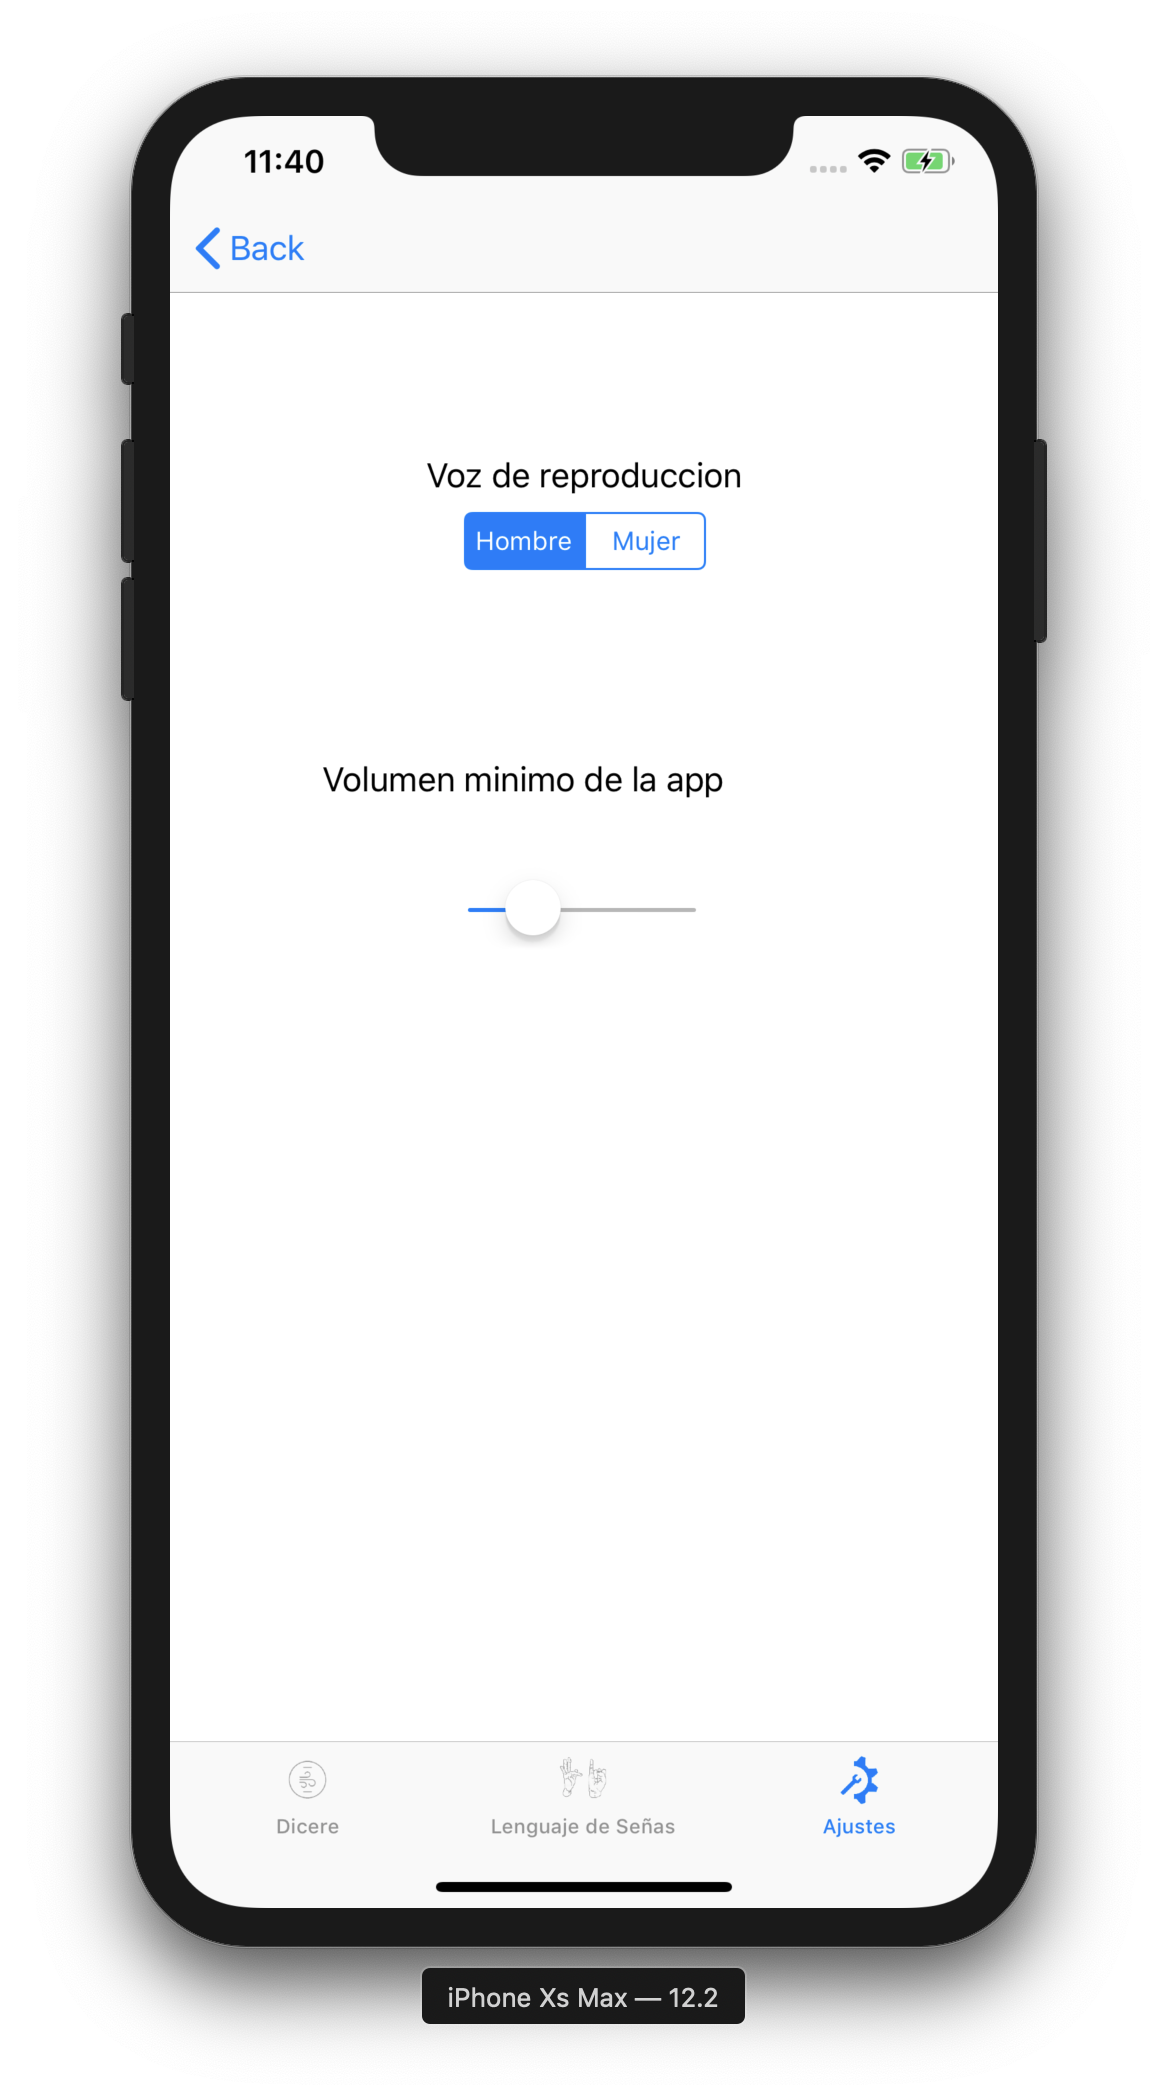 11:40
Back
Voz de reproduccion
Hombre Mujer
Volumen minimo de la app
Dicere Lenguaje de Señas Ajustes
iPhone Xs Max — 12.2